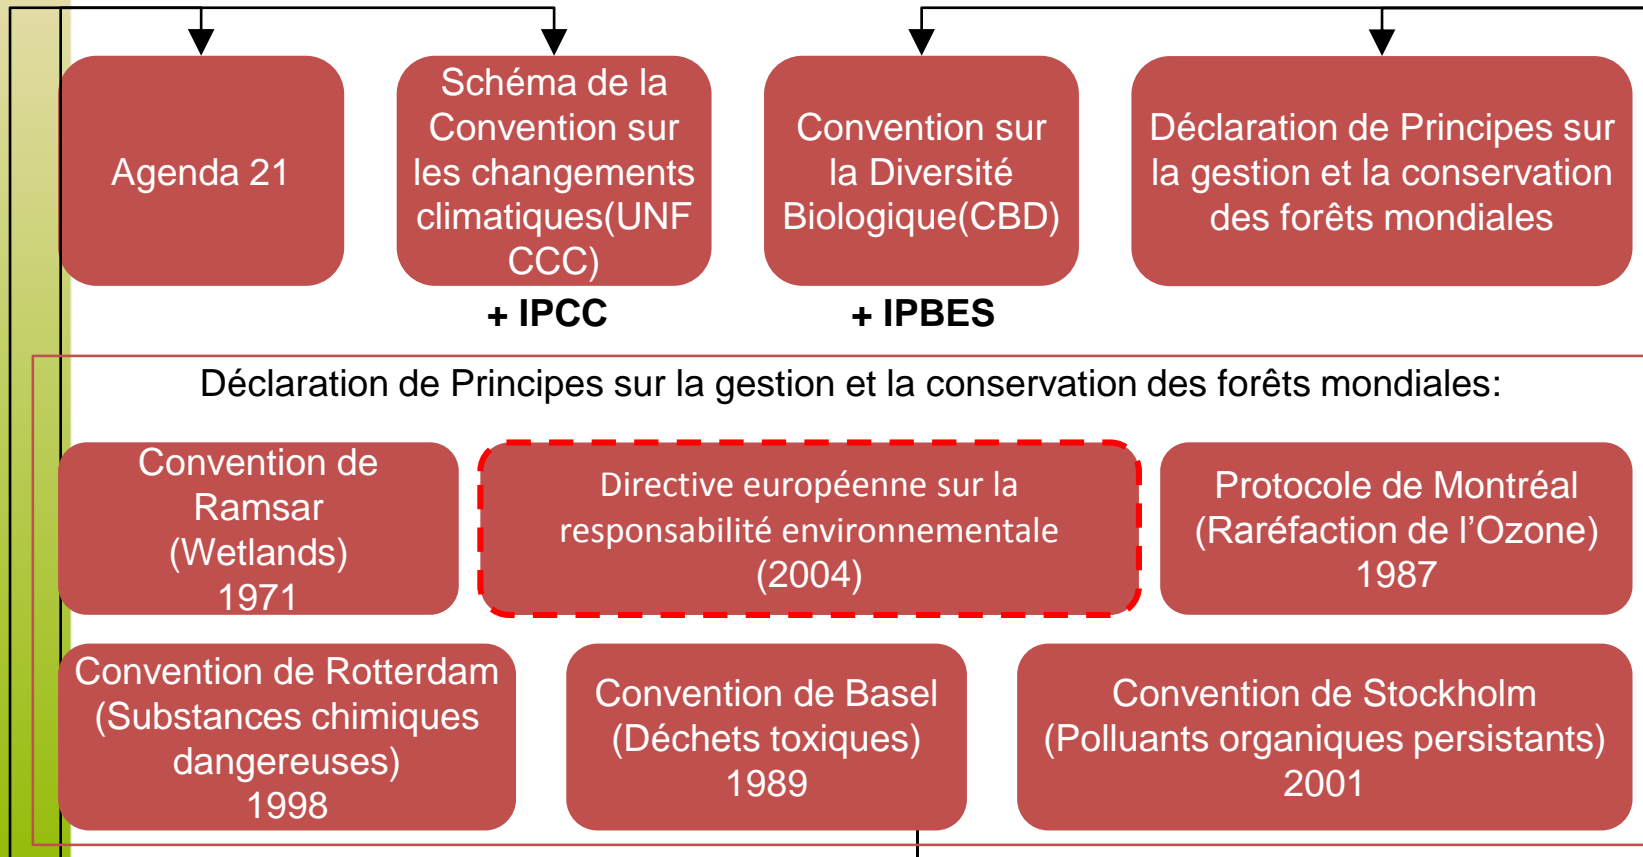 Agenda 21
Schéma de la
Convention sur
les changements
climatiques(UNF
CCC)
Convention sur
la Diversité
Biologique(CBD)
Déclaration de Principes sur
la gestion et la conservation
des forêts mondiales
+ IPCC
+ IPBES
Déclaration de Principes sur la gestion et la conservation des forêts mondiales:
Convention de
Ramsar
(Wetlands)
1971
Directive européenne sur la
responsabilité environnementale
(2004)
Protocole de Montréal
(Raréfaction de l’Ozone)
1987
Convention de Rotterdam
(Substances chimiques
dangereuses)
1998
Convention de Basel
(Déchets toxiques)
1989
Convention de Stockholm
(Polluants organiques persistants)
2001